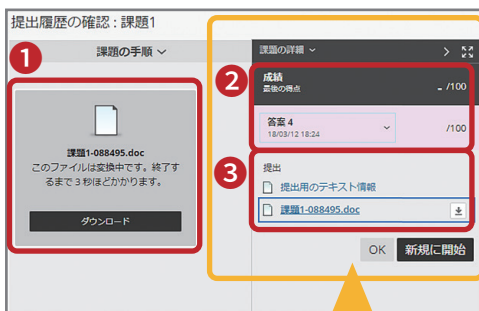 提出履歴の確認 : 課題1
1
課題の手順
課題1-088495.doc
このファイルは変換中です。終了す
るまで 3 秒ほどかかります。
ダウンロード
課題の詳細
2
成績
最後の得点
- /100
答案 4
18/03/12 18:24
/100
3
提出
提出用のテキスト情報
課題1-088495.doc
OK
新規に開始